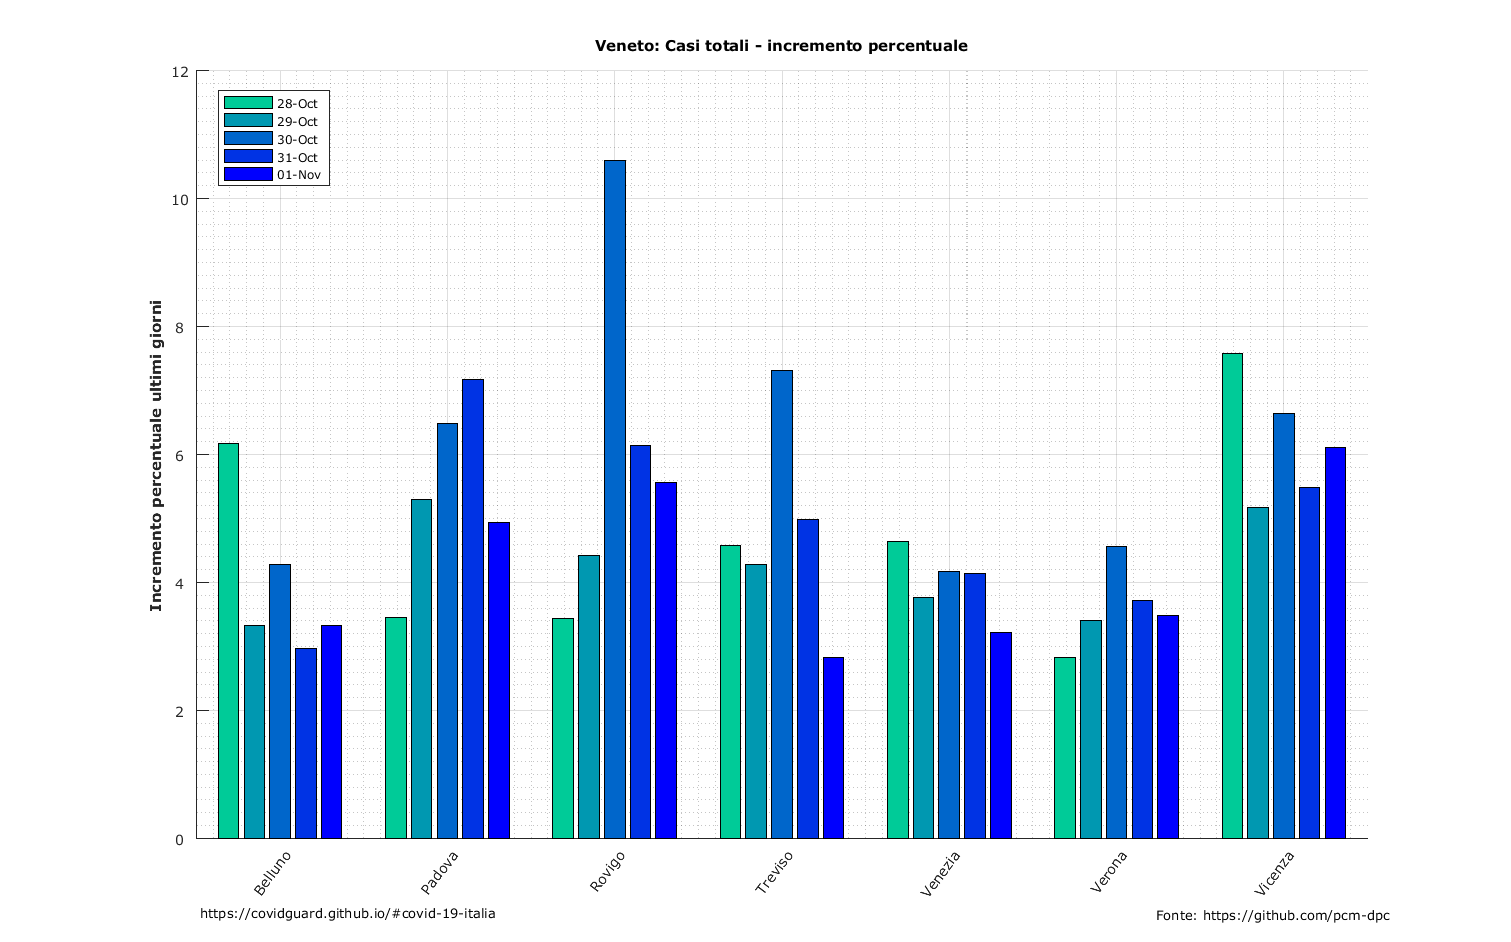 Veneto: Casi totali - incremento percentuale
12
10
8
6
4
2
0
Incremento percentuale ultimi giorni
28-Oct
29-Oct
30-Oct
31-Oct
01-Nov
Belluno
Padova
Rovigo
Treviso
Venezia
Verona
Vicenza
https://covidguard.github.io/#covid-19-italia
Fonte: https://github.com/pcm-dpc